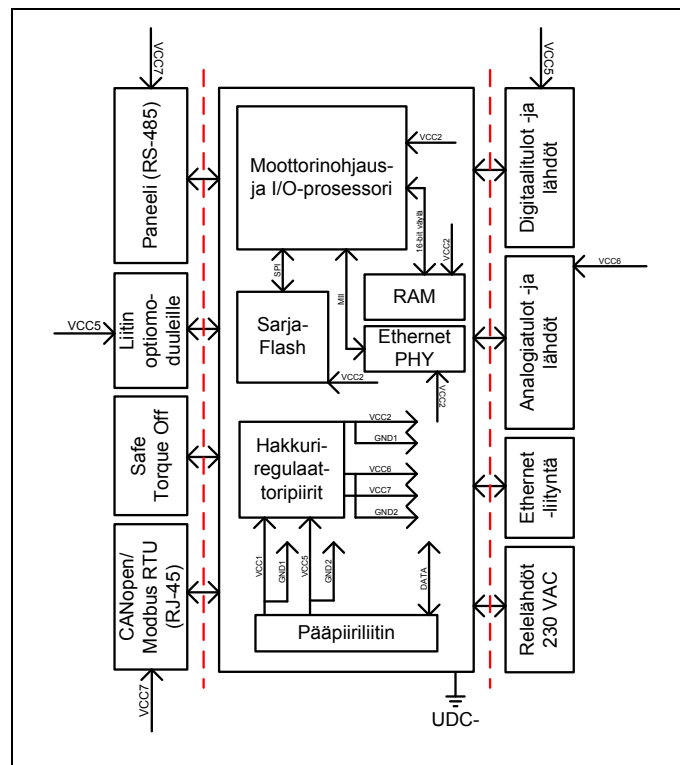 VCC7
Paneeli (RS-485)
VCC5
Liitin
optiomo-
duuleille
Safe
Torque Off
CANopen/
Modbus RTU
(RJ-45)
VCC7
Moottorinohjaus-
ja I/O-prosessori
VCC2
SPI
MII
16-bit väylä
VCC2
RAM
Sarja-
Flash
VCC2
Ethernet
PHY
VCC2
Hakkuri-
regulaat-
toripiirit
VCC2
GND1
VCC6
VCC7
GND2
VCC1
GND1
VCC5
GND2
DATA
Pääpiiriliitin
UDC-
VCC5
Digitaalitulot -ja
lähdöt
VCC6
Analogiatulot -ja
lähdöt
Ethernet
-liityntä
Relelähdöt
230 VAC